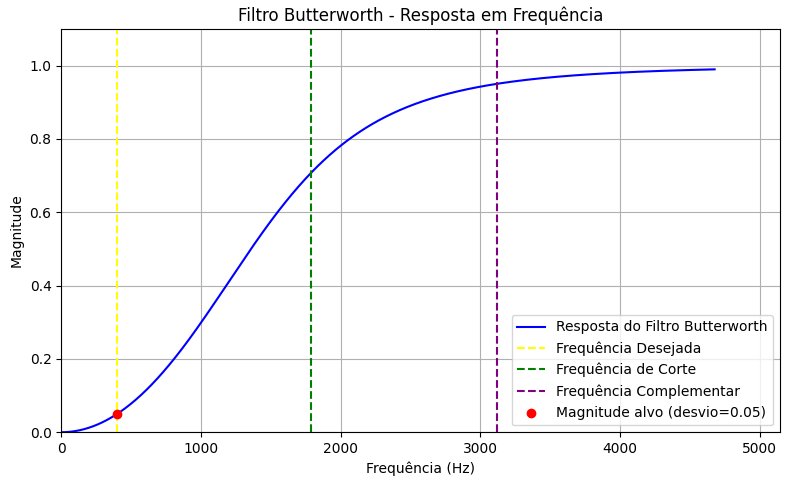 Filtro Butterworth - Resposta em Frequência
Magnitude
1.0
0.8
0.6
0.4
0.2
0.0
0
1000
2000
3000
4000
5000
Frequência (Hz)
Resposta do Filtro Butterworth
Frequência Desejada
Frequência de Corte
Frequência Complementar
Magnitude alvo (desvio=0.05)